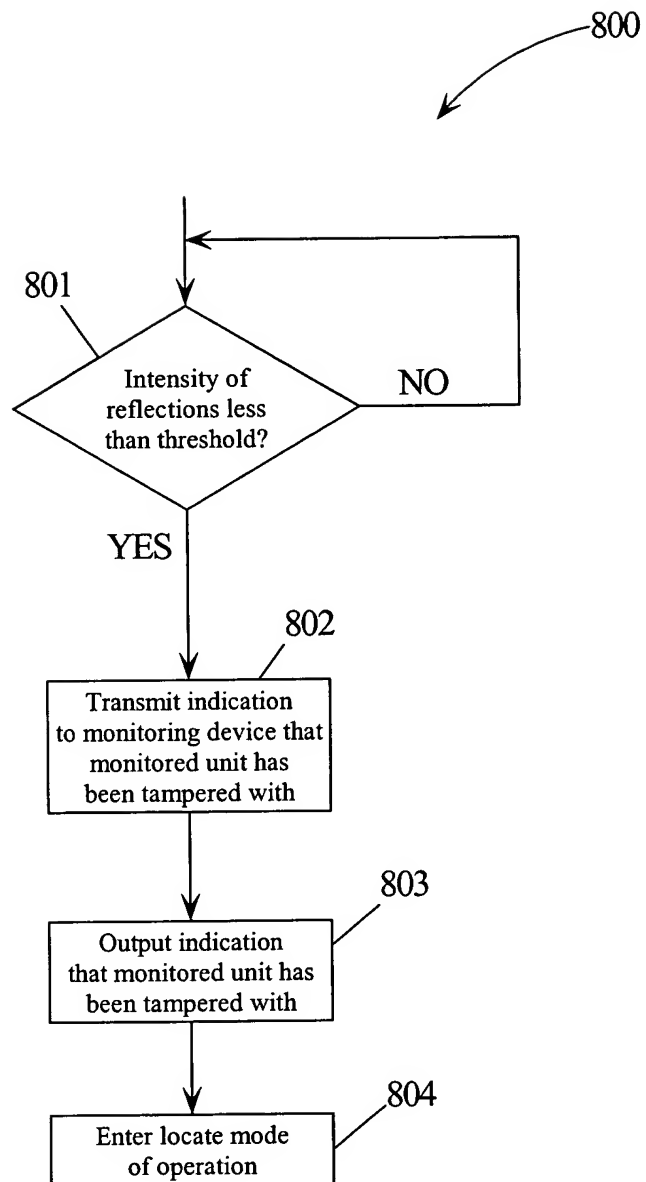 800
801
Intensity of
reflections less
than threshold?
NO
YES
802
Transmit indication
to monitoring device that
monitored unit has
been tampered with
803
Output indication
that monitored unit has
been tampered with
804
Enter locate mode
of operation